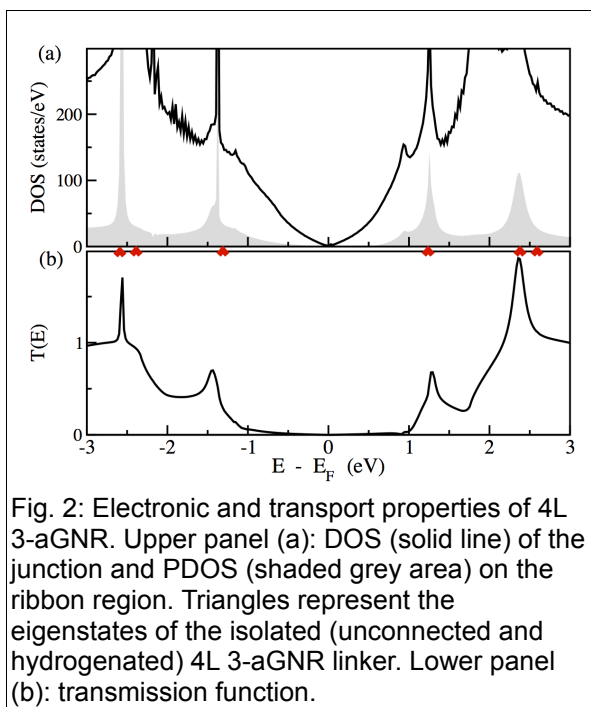 (a)
DOS (states/eV)
200
100
0
(b)
T(E)
1
0
-3 -2 -1 0 1 2 3
E - E_F (eV)
Fig. 2: Electronic and transport properties of 4L
3-aGNR. Upper panel (a): DOS (solid line) of the
junction and PDOS (shaded grey area) on the
ribbon region. Triangles represent the
eigenstates of the isolated (unconnected and
hydrogenated) 4L 3-aGNR linker. Lower panel
(b): transmission function.